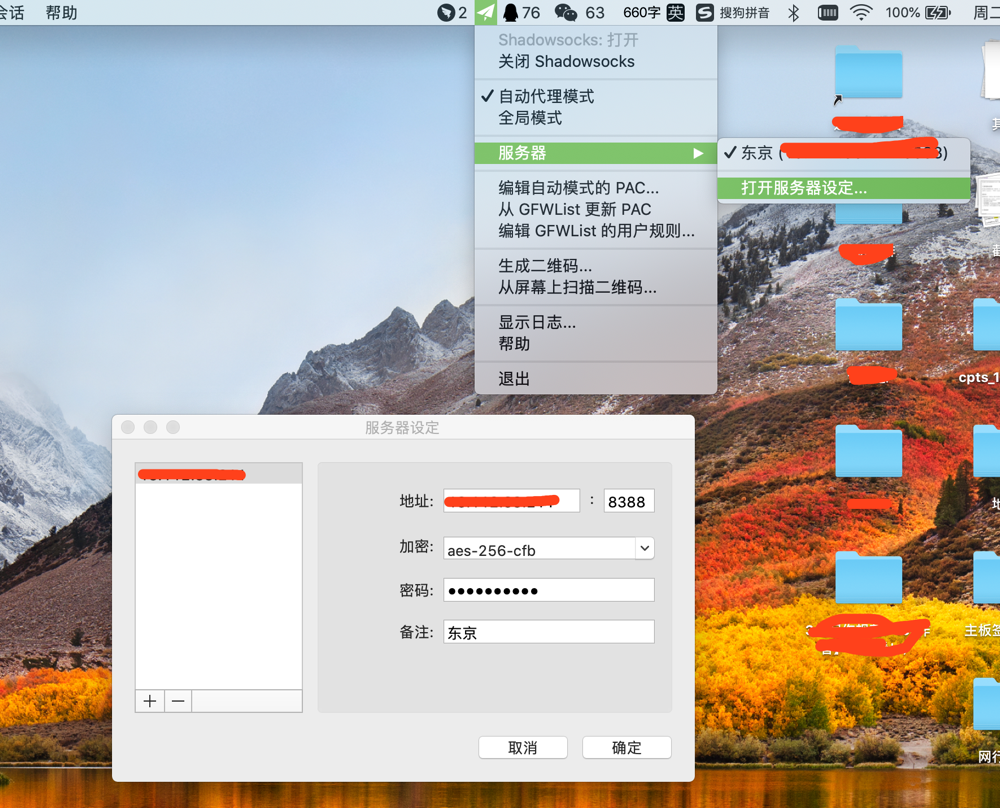 会话 帮助 2 76 63 660字 英 S 搜狗拼音 100% 周二
Shadowsocks: 打开
关闭 Shadowsocks
✓ 自动代理模式
全局模式
服务器
✓ 东京 (
打开服务器设定...
编辑自动模式的 PAC...
从 GFWList 更新 PAC
编辑 GFWList 的用户规则...
生成二维码...
从屏幕上扫描二维码...
显示日志...
帮助
退出
cpts_1
主板签
网行
服务器设定
地址: : 8388
加密: aes-256-cfb
密码: ●●●●●●●●●●
备注: 东京
取消 确定